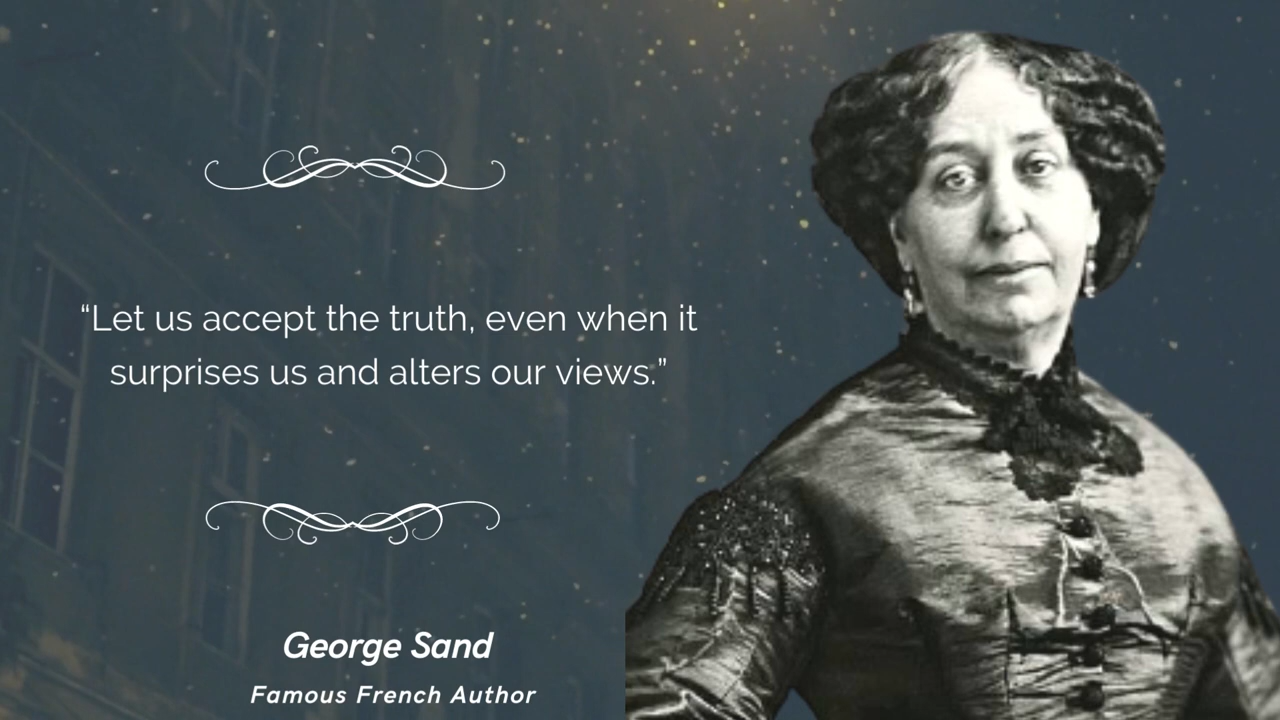 “Let us accept the truth, even when it
surprises us and alters our views.”
George Sand
Famous French Author